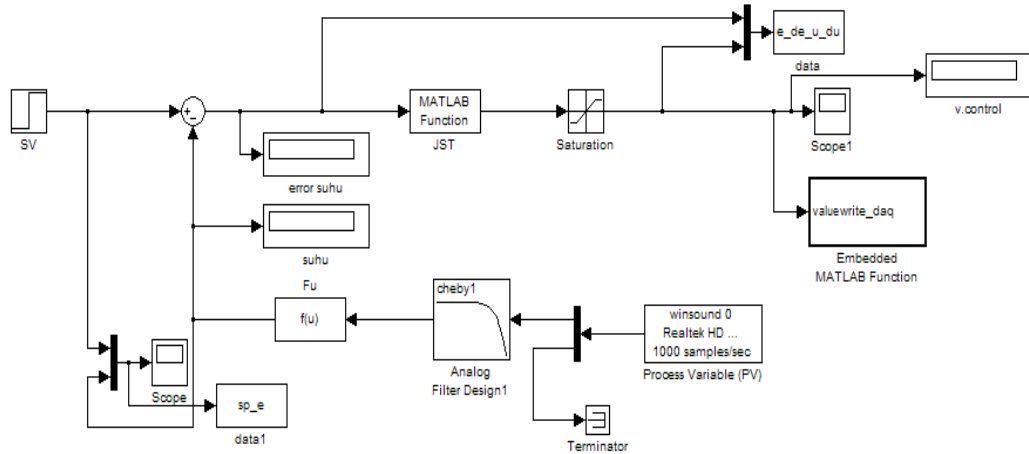 e_de_u_du
data
v.control
SV
+
-
MATLAB
Function
JST
Saturation
Scope1
error suhu
suhu
valuewrite_daq
Embedded
MATLAB Function
Fu
f(u)
cheby1
Analog
Filter Design1
winsound 0
Realtek HD ...
1000 samples/sec
Process Variable (PV)
Scope
sp_e
data1
Terminator